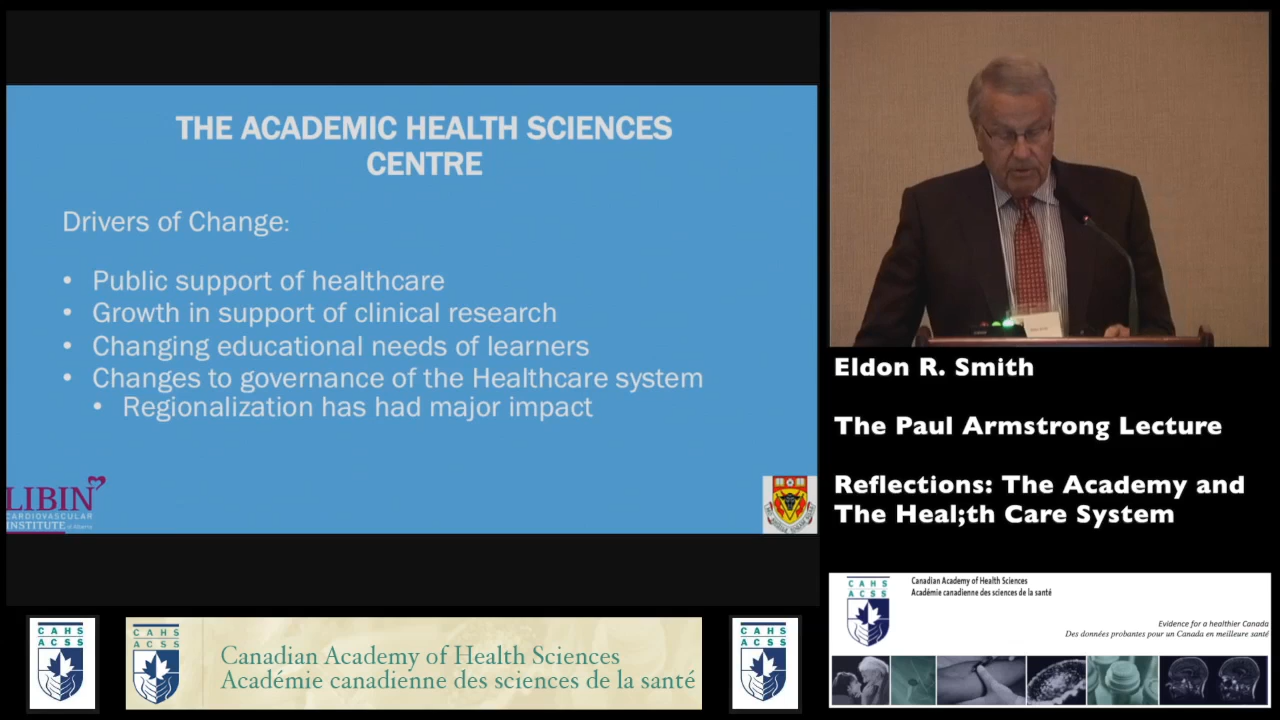 THE ACADEMIC HEALTH SCIENCES
CENTRE
Drivers of Change:
• Public support of healthcare
• Growth in support of clinical research
• Changing educational needs of learners
• Changes to governance of the Healthcare system
• Regionalization has had major impact
LIBIN
CARDIOVASCULAR
INSTITUTE of Alberta
Eldon R. Smith
The Paul Armstrong Lecture
Reflections: The Academy and
The Heal;th Care System
CAHS
ACSS
Canadian Academy of Health Sciences
Académie canadienne des sciences de la santé
Evidence for a healthier Canada
Des données probantes pour un Canada en meilleure santé
CAHS
ACSS
CAHS
ACSS
Canadian Academy of Health Sciences
Académie canadienne des sciences de la santé
CAHS
ACSS